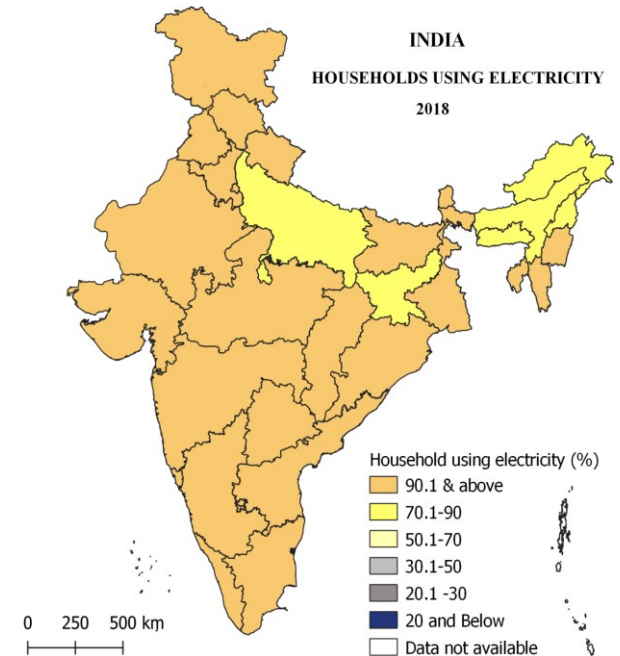 INDIA
HOUSEHOLDS USING ELECTRICITY
2018
Household using electricity (%)
90.1 & above
70.1-90
50.1-70
30.1-50
20.1 -30
20 and Below
Data not available
0 250 500 km